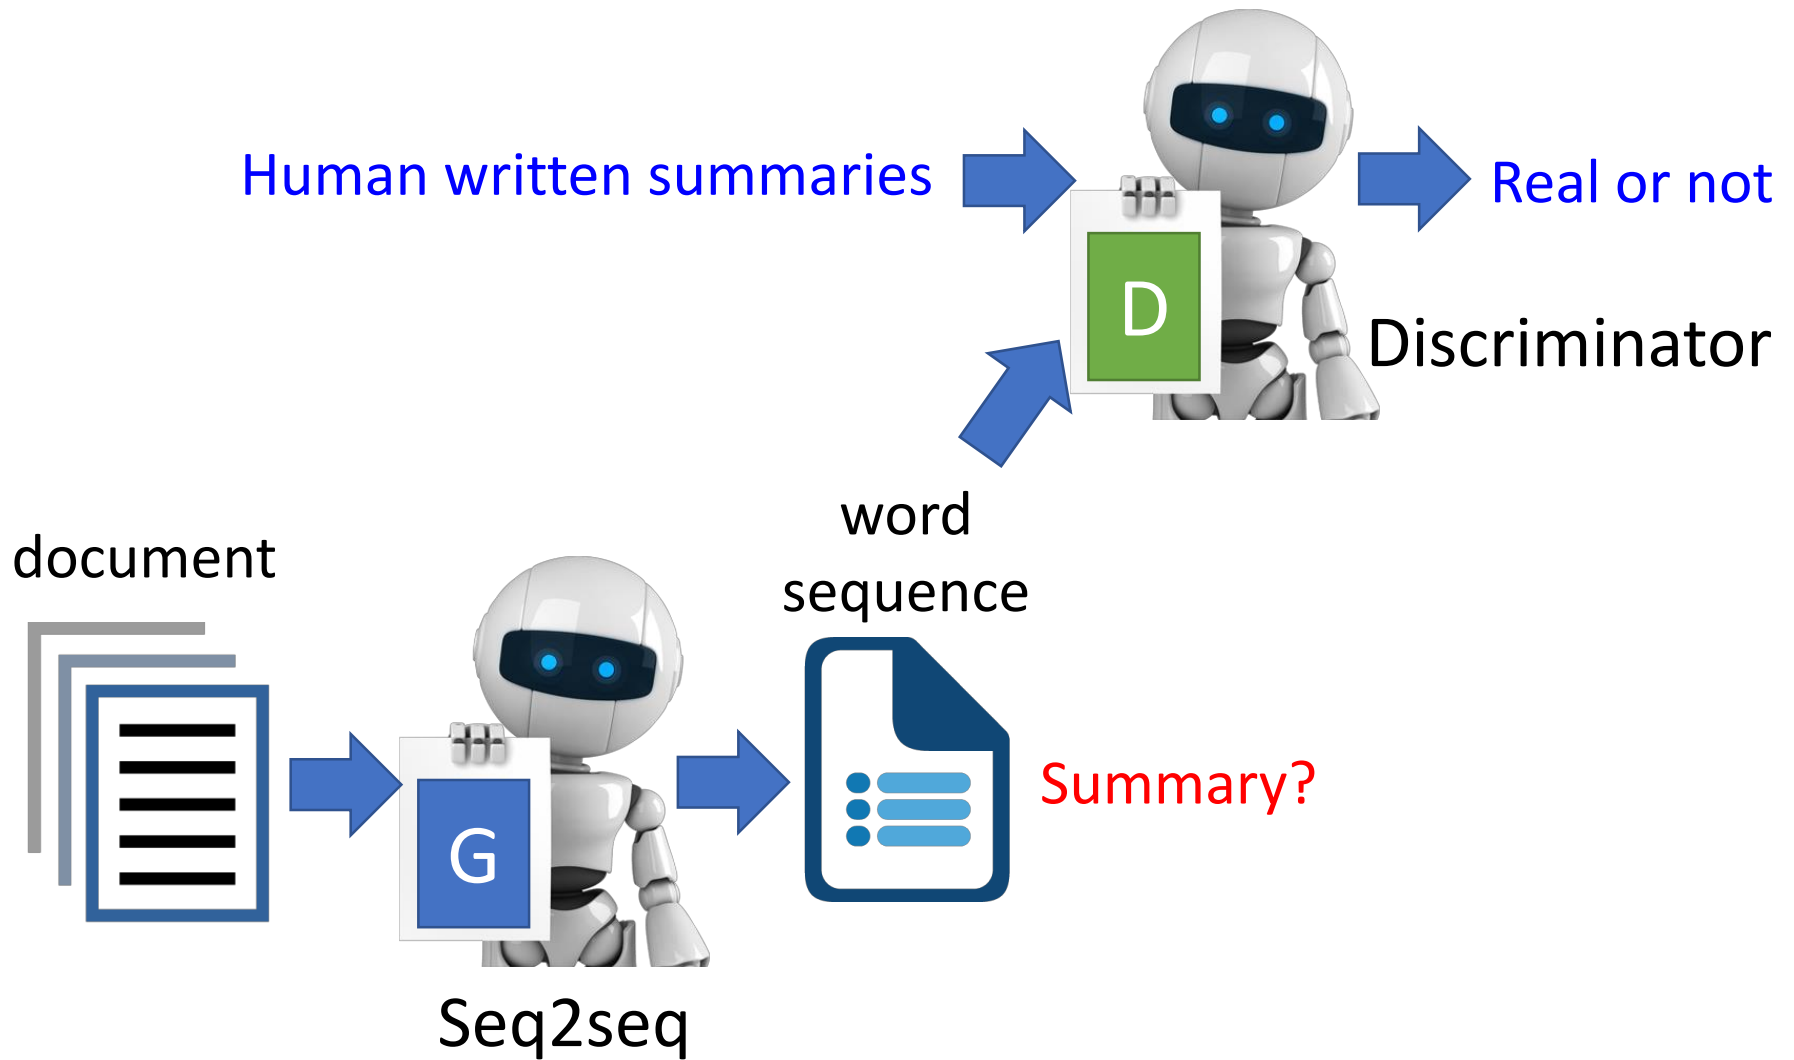 Human written summaries
Real or not
D
Discriminator
word
sequence
document
Summary?
G
Seq2seq